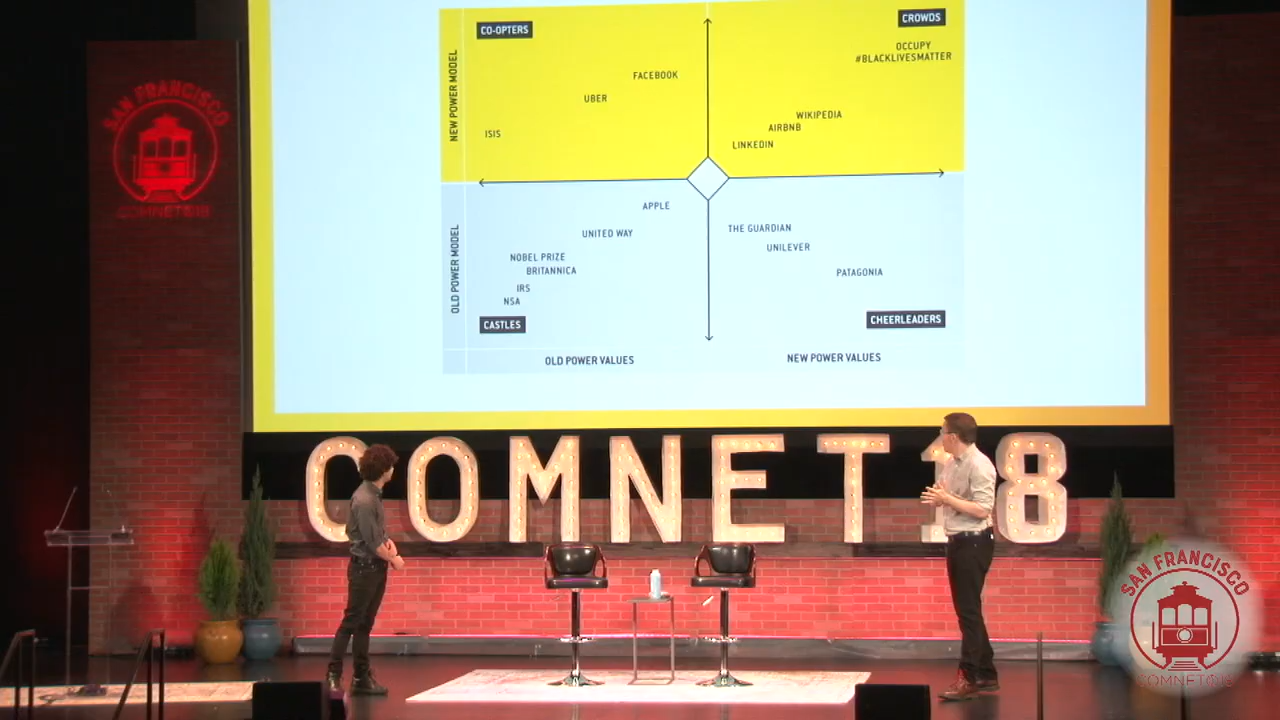 CO-OPTERS
CROWDS
OCCUPY
#BLACKLIVESMATTER
FACEBOOK
UBER
WIKIPEDIA
AIRBNB
ISIS
LINKEDIN
NEW POWER MODEL
APPLE
THE GUARDIAN
UNITED WAY
UNILEVER
NOBEL PRIZE
BRITANNICA
PATAGONIA
IRS
NSA
CASTLES
CHEERLEADERS
OLD POWER MODEL
OLD POWER VALUES
NEW POWER VALUES
SAN FRANCISCO
COMNET18
COMNET18
SAN FRANCISCO
COMNET18